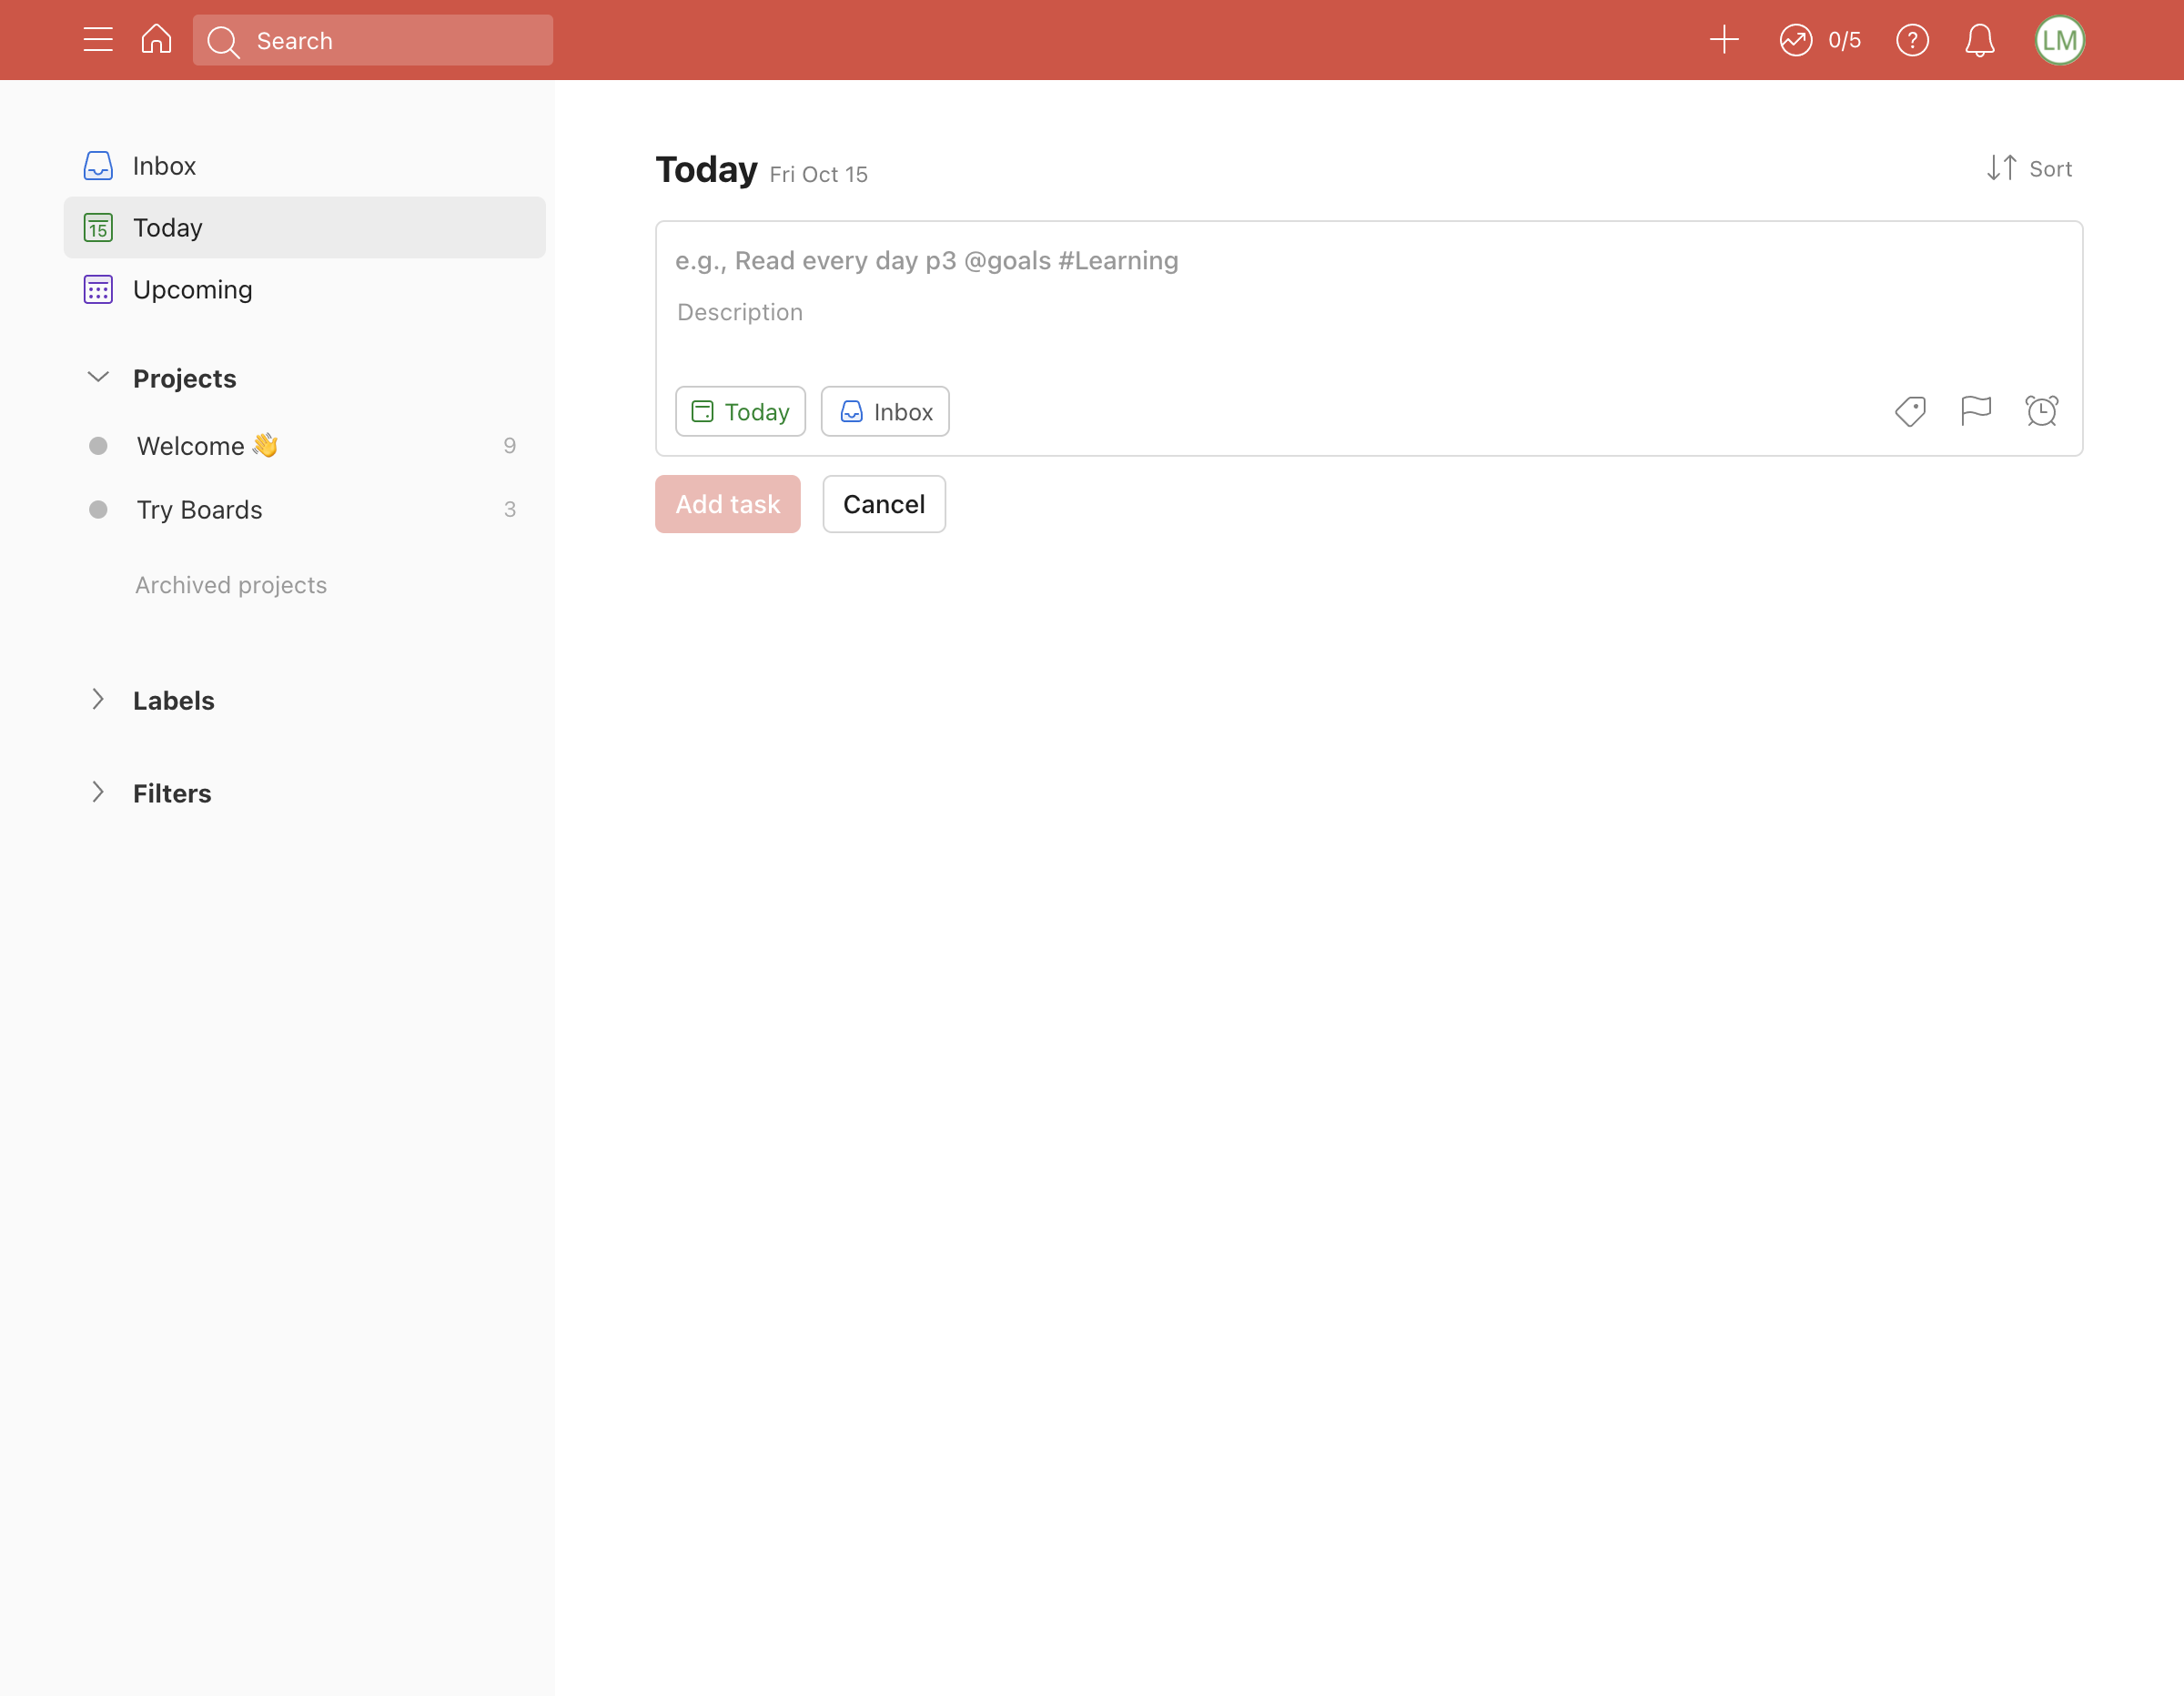 Search
0/5
?
LM
Inbox
15
Today
Upcoming
Projects
Welcome 👋
9
Try Boards
3
Archived projects
Labels
Filters
Today Fri Oct 15
Sort
e.g., Read every day p3 @goals #Learning
Description
Today
Inbox
Add task
Cancel